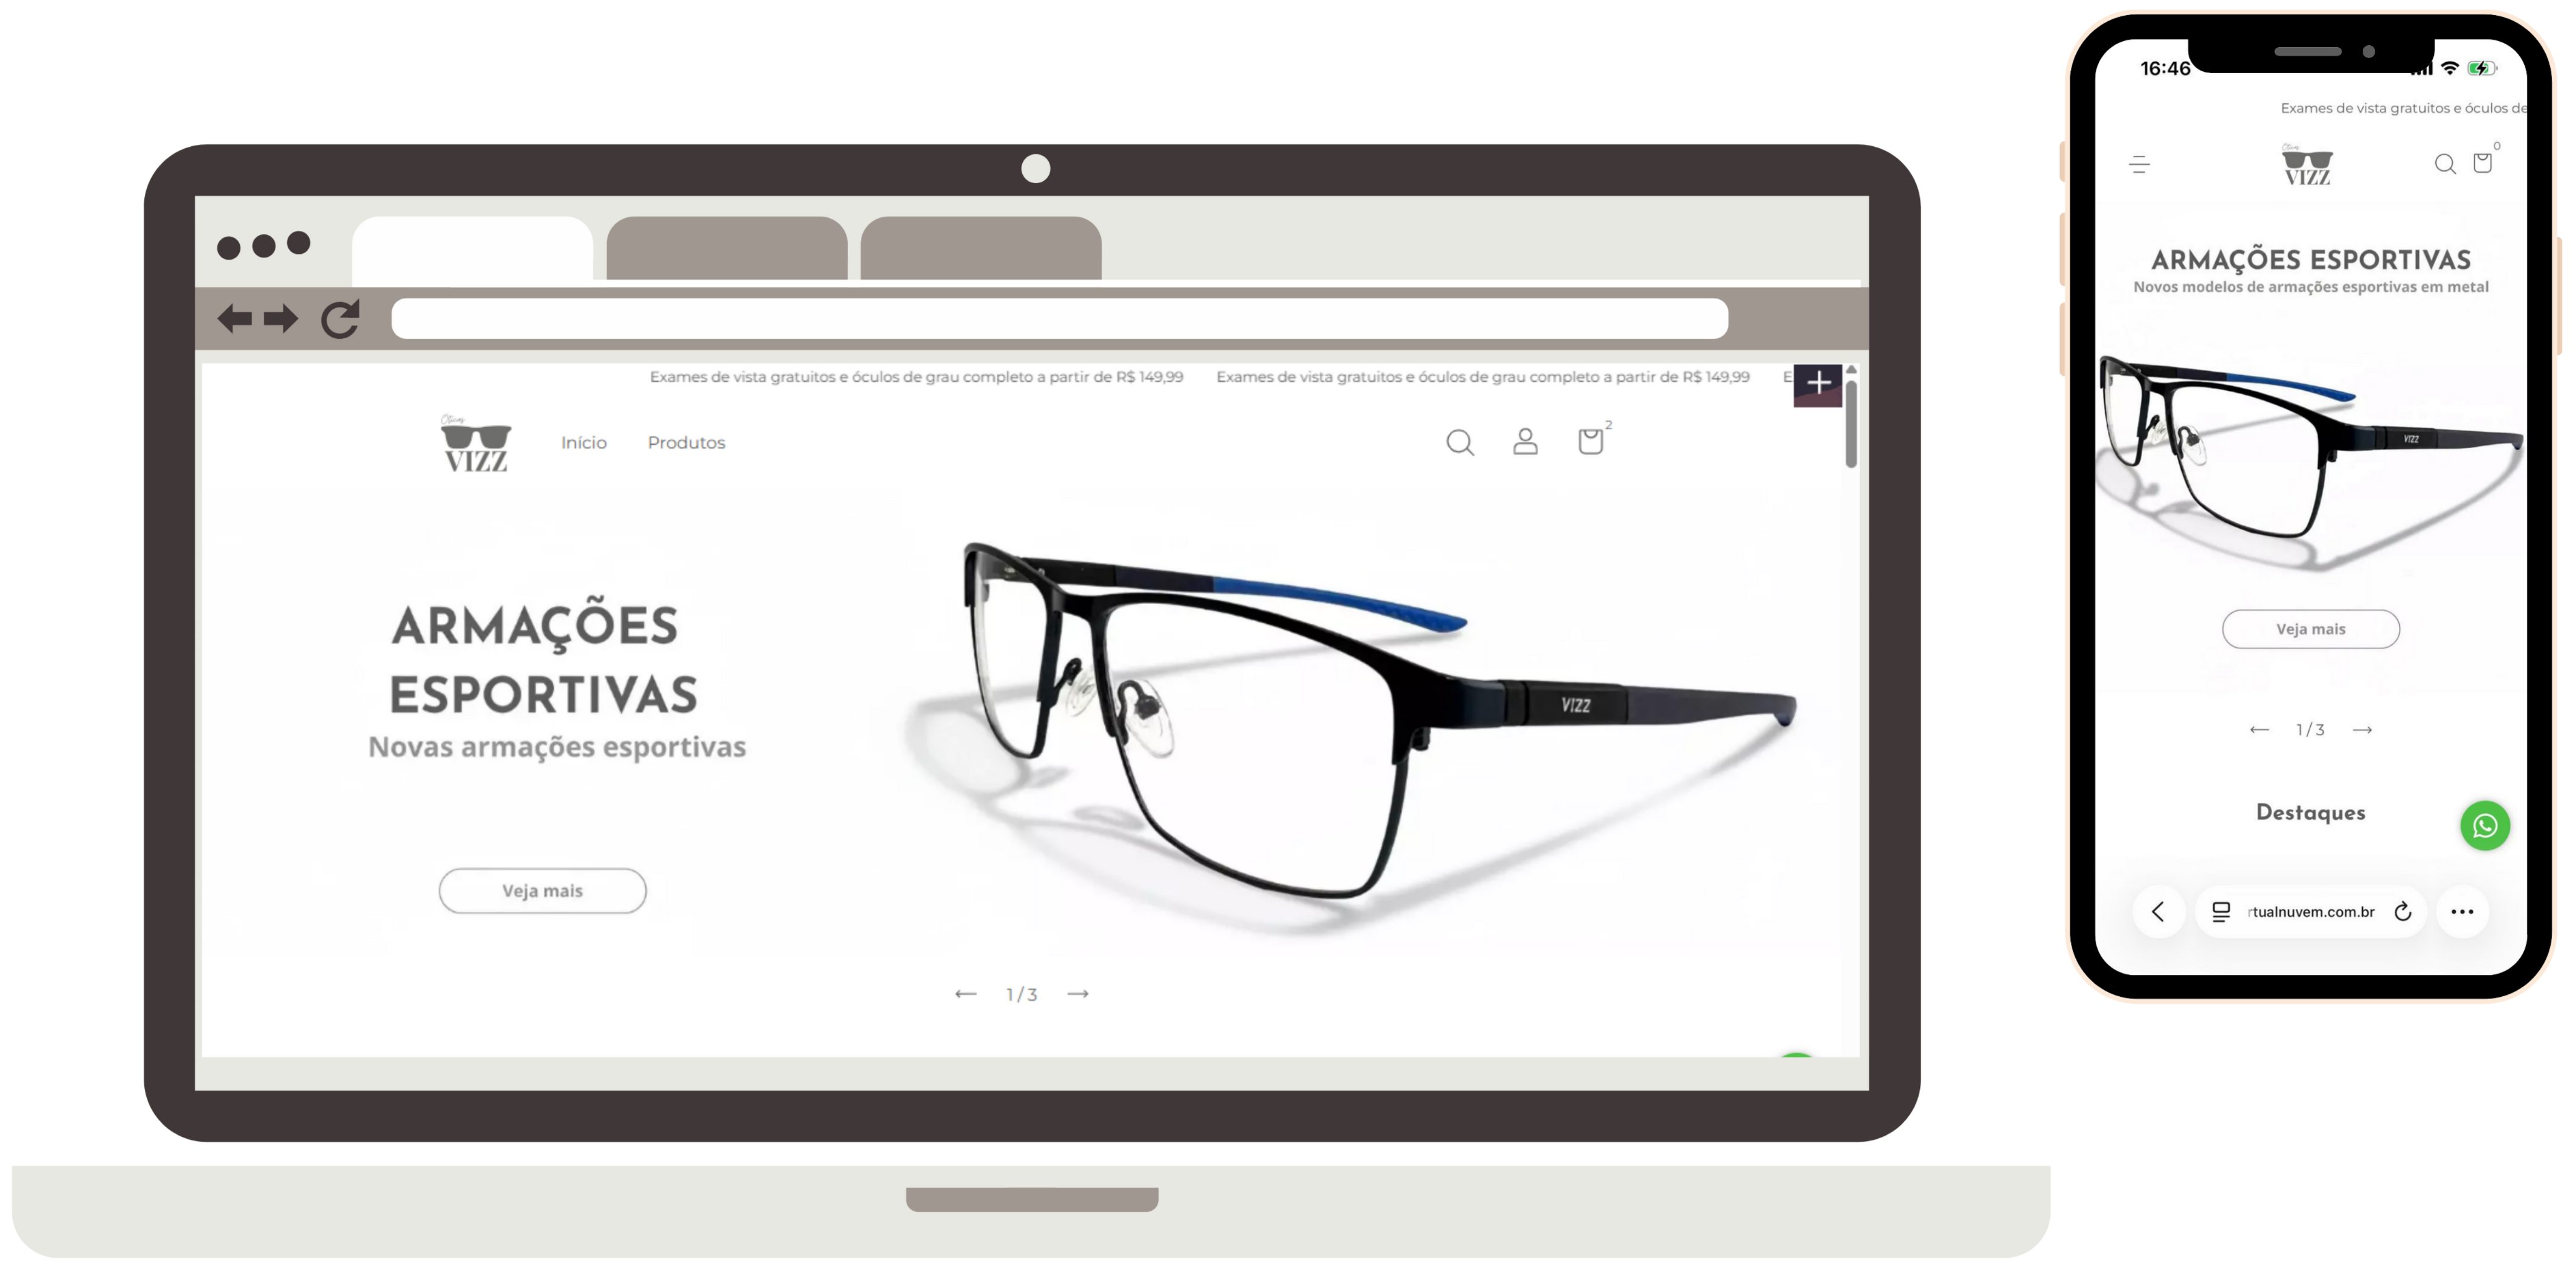 Exames de vista gratuitos e óculos de grau completo a partir de R$ 149,99 Exames de vista gratuitos e óculos de grau completo a partir de R$ 149,99 E
Óticas
VIZZ
Início Produtos
2
ARMAÇÕES
ESPORTIVAS
Novas armações esportivas
Veja mais
VIZZ
1/3
16:46
Exames de vista gratuitos e óculos de
Óticas
VIZZ
0
ARMAÇÕES ESPORTIVAS
Novos modelos de armações esportivas em metal
VIZZ
Veja mais
1/3
Destaques
rtualnuvem.com.br